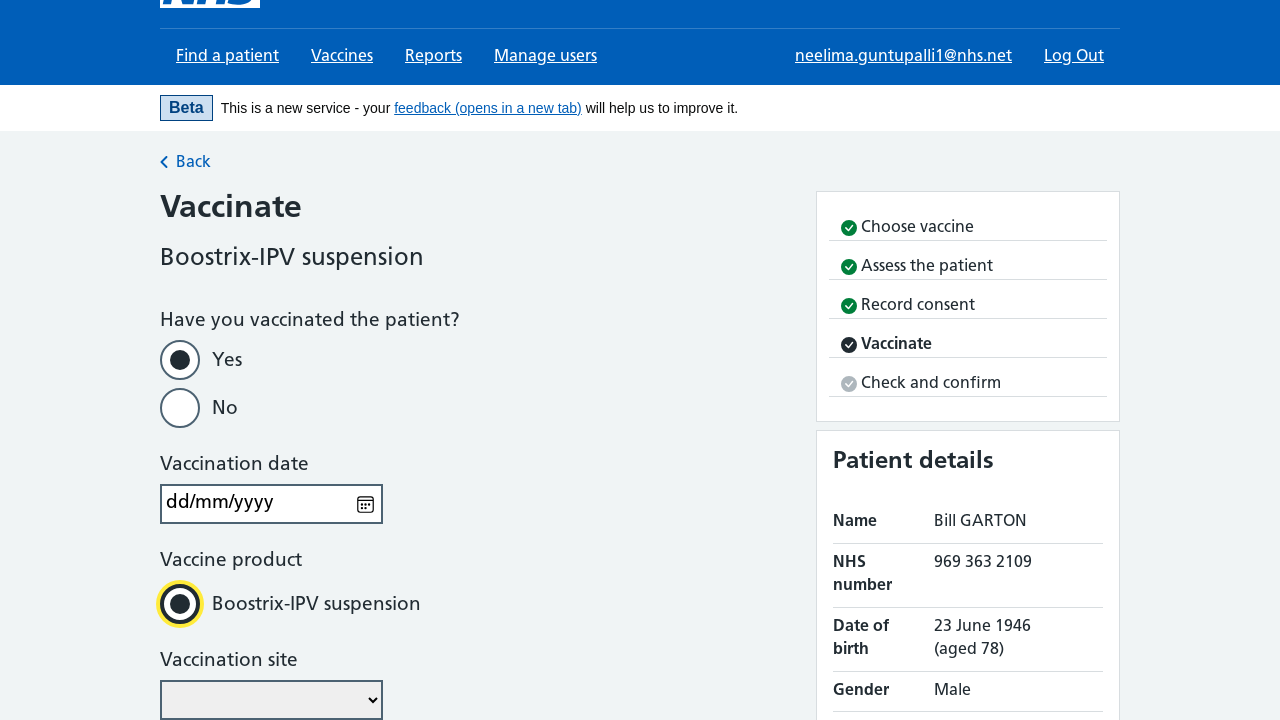 NHS
Find a patient
Vaccines
Reports
Manage users
neelima.guntupalli1@nhs.net
Log Out
Beta
This is a new service - your feedback (opens in a new tab) will help us to improve it.
Back
Vaccinate
Boostrix-IPV suspension
Have you vaccinated the patient?
Yes
No
Vaccination date
dd/mm/yyyy
Vaccine product
Boostrix-IPV suspension
Vaccination site
Choose vaccine
Assess the patient
Record consent
Vaccinate
Check and confirm
Patient details
Name
Bill GARTON
NHS
number
969 363 2109
Date of
birth
23 June 1946
(aged 78)
Gender
Male